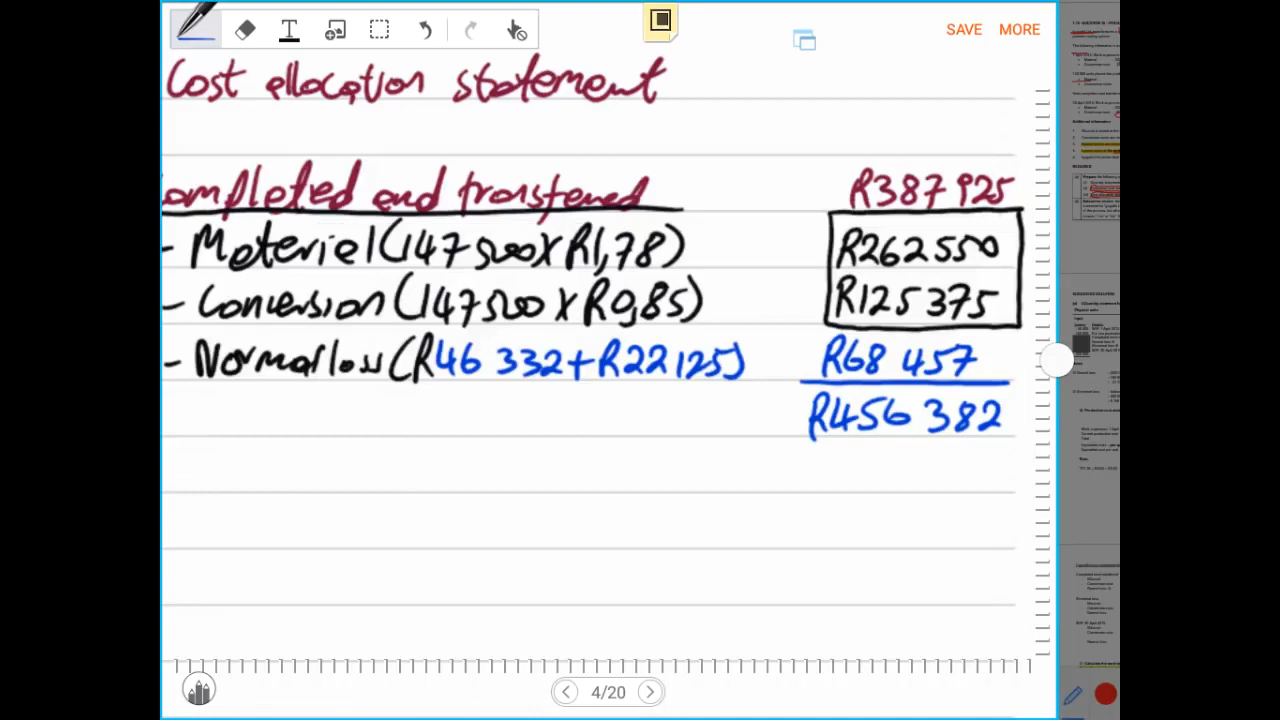 SAVE MORE
Cost allocation statement
ompleted and transferred R387 925
- Material (147 500 x R1,78) R262 550
- Conversion (147 500 x R0,85) R125 375
- Normal loss (R46 332 + R22 125) R68 457
R456 382
4/20